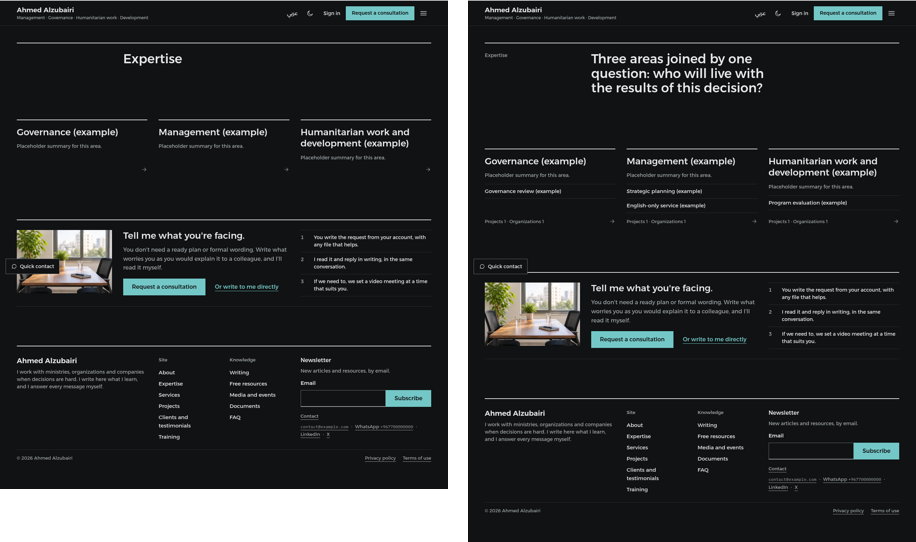 Ahmed Alzubairi
Management · Governance · Humanitarian work · Development
عربي
Sign in
Request a consultation
Expertise
Governance (example)
Placeholder summary for this area.
Management (example)
Placeholder summary for this area.
Humanitarian work and
development (example)
Placeholder summary for this area.
Quick contact
Tell me what you're facing.
You don't need a ready plan or formal wording. Write what
worries you as you would explain it to a colleague, and I'll
read it myself.
Request a consultation
Or write to me directly
1 You write the request from your account, with
any file that helps.
2 I read it and reply in writing, in the same
conversation.
3 If we need to, we set a video meeting at a time
that suits you.
Ahmed Alzubairi
I work with ministries, organizations and companies
when decisions are hard. I write here what I learn,
and I answer every message myself.
Site
About
Expertise
Services
Projects
Clients and
testimonials
Training
Knowledge
Writing
Free resources
Media and events
Documents
FAQ
Newsletter
New articles and resources, by email.
Email
Subscribe
Contact
contact@example.com · WhatsApp +967700000000 ·
LinkedIn · X
© 2026 Ahmed Alzubairi
Privacy policy
Terms of use
Ahmed Alzubairi
Management · Governance · Humanitarian work · Development
عربي
Sign in
Request a consultation
Expertise
Three areas joined by one
question: who will live with
the results of this decision?
Governance (example)
Placeholder summary for this area.
Governance review (example)
Projects 1 · Organizations 1
Management (example)
Placeholder summary for this area.
Strategic planning (example)
English-only service (example)
Projects 1 · Organizations 1
Humanitarian work and
development (example)
Placeholder summary for this area.
Program evaluation (example)
Projects 1 · Organizations 1
Quick contact
Tell me what you're facing.
You don't need a ready plan or formal wording. Write what
worries you as you would explain it to a colleague, and I'll
read it myself.
Request a consultation
Or write to me directly
1 You write the request from your account, with
any file that helps.
2 I read it and reply in writing, in the same
conversation.
3 If we need to, we set a video meeting at a time
that suits you.
Ahmed Alzubairi
I work with ministries, organizations and companies
when decisions are hard. I write here what I learn,
and I answer every message myself.
Site
About
Expertise
Services
Projects
Clients and
testimonials
Training
Knowledge
Writing
Free resources
Media and events
Documents
FAQ
Newsletter
New articles and resources, by email.
Email
Subscribe
Contact
contact@example.com · WhatsApp +967700000000 ·
LinkedIn · X
© 2026 Ahmed Alzubairi
Privacy policy
Terms of use